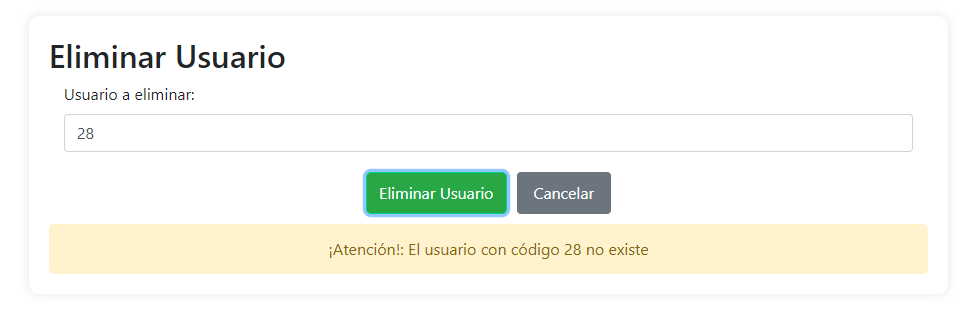 Eliminar Usuario
Usuario a eliminar:
28
Eliminar Usuario Cancelar
¡Atención!: El usuario con código 28 no existe